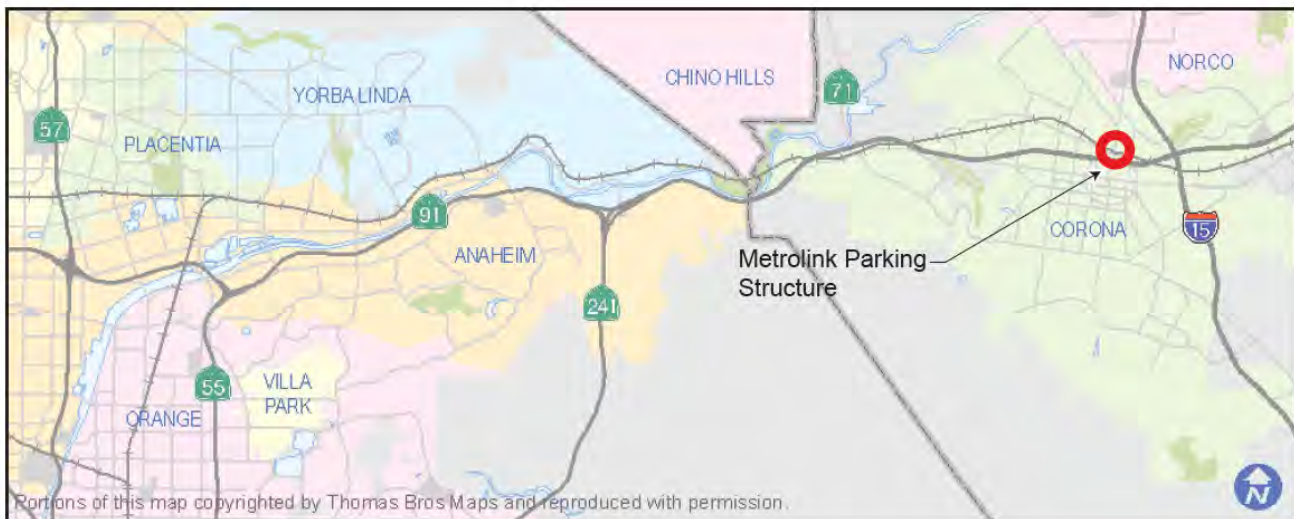 CHINO HILLS
NORCO
71
YORBA LINDA
57
PLACENTIA
91
ANAHEIM
CORONA
15
Metrolink Parking
Structure
241
55
VILLA
PARK
ORANGE
Portions of this map copyrighted by Thomas Bros Maps and reproduced with permission.
N